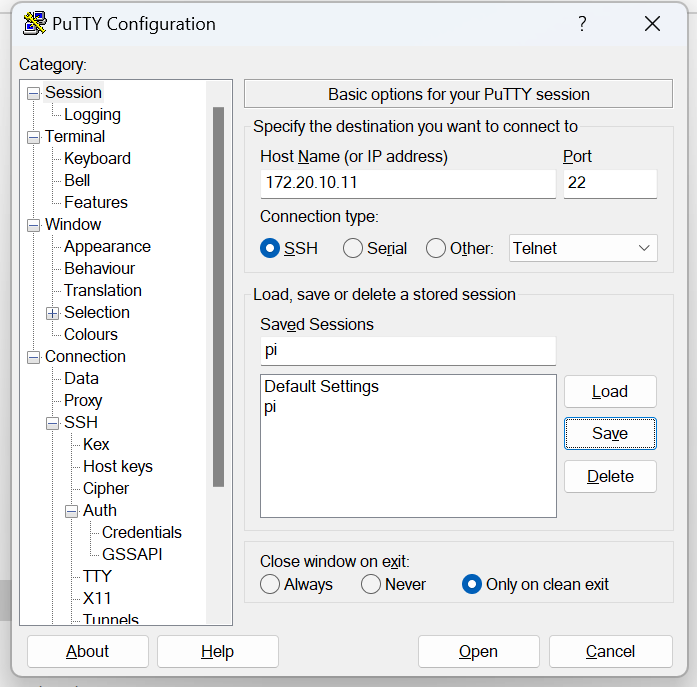 PuTTY Configuration ?
Category:
Session
Logging
Terminal
Keyboard
Bell
Features
Window
Appearance
Behaviour
Translation
Selection
Colours
Connection
Data
Proxy
SSH
Kex
Host keys
Cipher
Auth
Credentials
GSSAPI
TTY
X11
Tunnels
Basic options for your PuTTY session
Specify the destination you want to connect to
Host Name (or IP address) Port
172.20.10.11 22
Connection type:
SSH Serial Other: Telnet
Load, save or delete a stored session
Saved Sessions
pi
Default Settings
pi
Load
Save
Delete
Close window on exit:
Always Never Only on clean exit
About Help Open Cancel